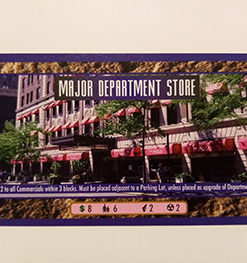 MAJOR DEPARTMENT STORE
2 to all Commercials within 3 blocks. Must be placed adjacent to a Parking Lot, unless placed as upgrade of Departme
$ 8 6 2 2